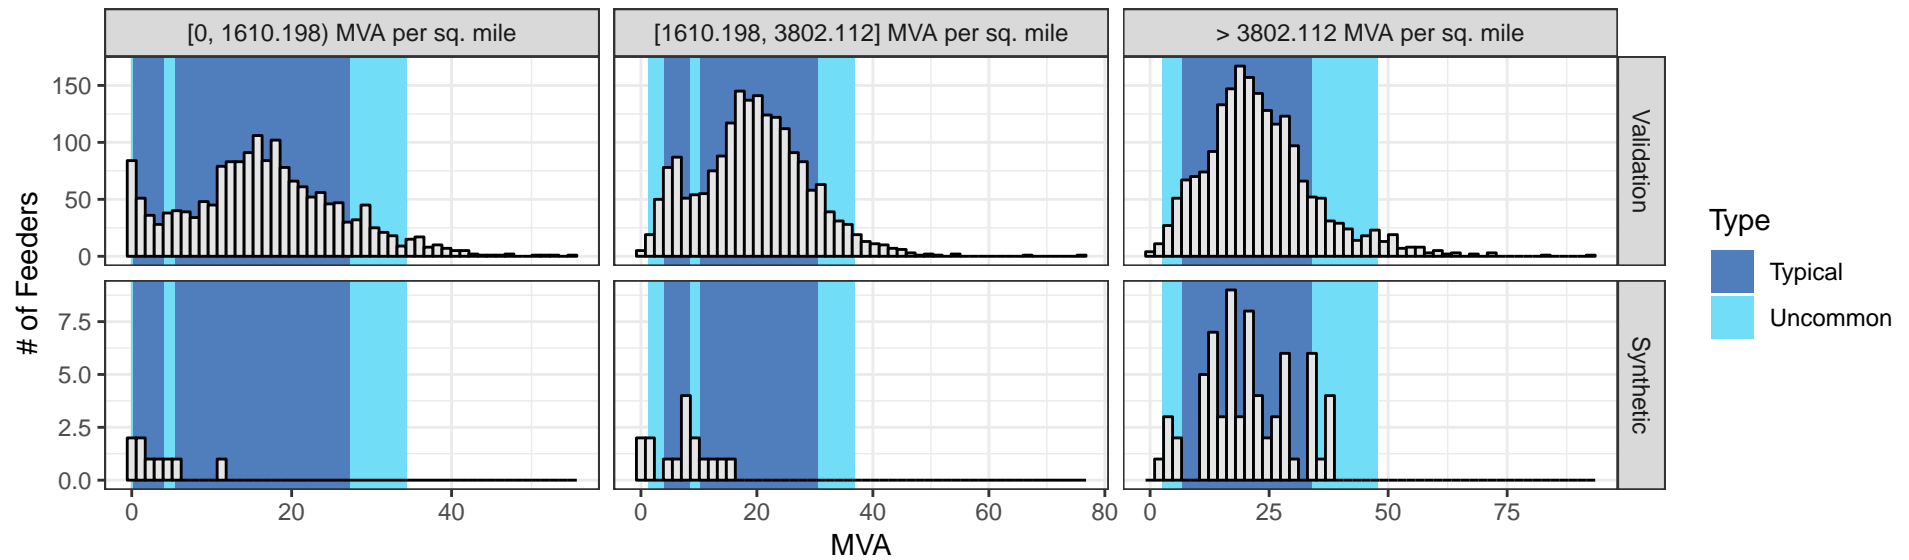 [0, 1610.198) MVA per sq. mile
[1610.198, 3802.112] MVA per sq. mile
> 3802.112 MVA per sq. mile
# of Feeders
150
100
50
0
Validation
7.5
5.0
2.5
0.0
Synthetic
0 20 40
0 20 40 60 80
0 25 50 75
MVA
Type
Typical
Uncommon